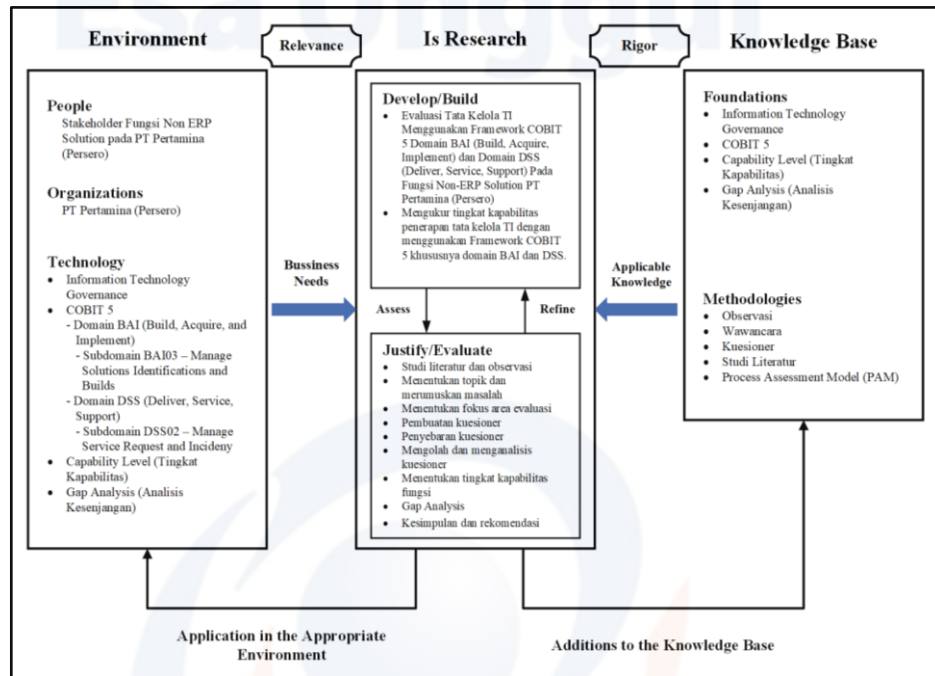 Esa Unggul
Environment
Relevance
Is Research
Rigor
Knowledge Base
People
Stakeholder Fungsi Non ERP
Solution pada PT Pertamina
(Persero)
Organizations
PT Pertamina (Persero)
Technology
• Information Technology
Governance
• COBIT 5
- Domain BAI (Build, Acquire, and
Implement)
- Subdomain BAI03 – Manage
Solutions Identifications and
Builds
- Domain DSS (Deliver, Service,
Support)
- Subdomain DSS02 – Manage
Service Request and Incideny
• Capability Level (Tingkat
Kapabilitas)
• Gap Analysis (Analisis
Kesenjangan)
Bussiness
Needs
Develop/Build
• Evaluasi Tata Kelola TI
Menggunakan Framework COBIT
5 Domain BAI (Build, Acquire,
Implement) dan Domain DSS
(Deliver, Service, Support) Pada
Fungsi Non-ERP Solution PT
Pertamina (Persero)
• Mengukur tingkat kapabilitas
penerapan tata kelola TI dengan
menggunakan Framework COBIT
5 khususnya domain BAI dan DSS.
Assess
Refine
Justify/Evaluate
• Studi literatur dan observasi
• Menentukan topik dan
merumuskan masalah
• Menentukan fokus area evaluasi
• Pembuatan kuesioner
• Penyebaran kuesioner
• Mengolah dan menganalisis
kuesioner
• Menentukan tingkat kapabilitas
fungsi
• Gap Analysis
• Kesimpulan dan rekomendasi
Applicable
Knowledge
Foundations
• Information Technology
Governance
• COBIT 5
• Capability Level (Tingkat
Kapabilitas)
• Gap Anlysis (Analisis
Kesenjangan)
Methodologies
• Observasi
• Wawancara
• Kuesioner
• Studi Literatur
• Process Assessment Model (PAM)
Application in the Appropriate
Environment
Additions to the Knowledge Base